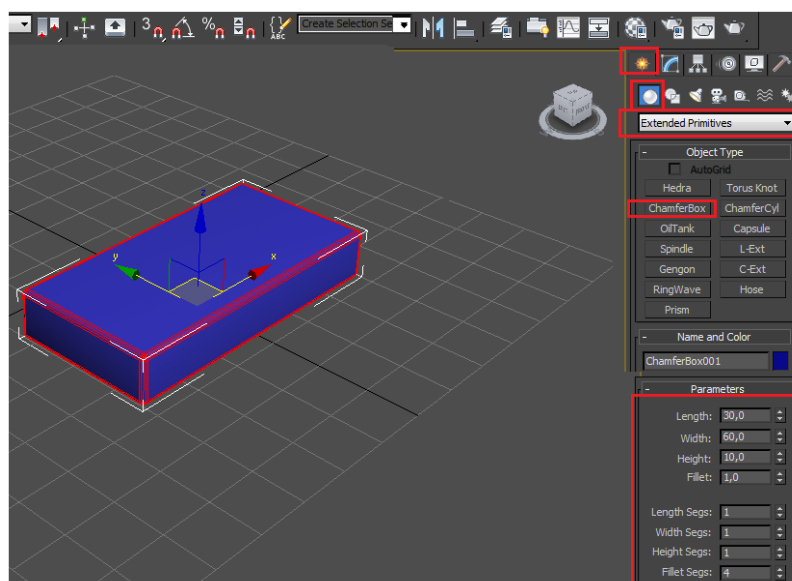 3 %
ABC
Create Selection Se
Extended Primitives
- Object Type
AutoGrid
Hedra Torus Knot
ChamferBox ChamferCyl
OilTank Capsule
Spindle L-Ext
Gengon C-Ext
RingWave Hose
Prism
- Name and Color
ChamferBox001
- Parameters
Length: 30,0
Width: 60,0
Height: 10,0
Fillet: 1,0
Length Segs: 1
Width Segs: 1
Height Segs: 1
Fillet Segs: 4
z
y x